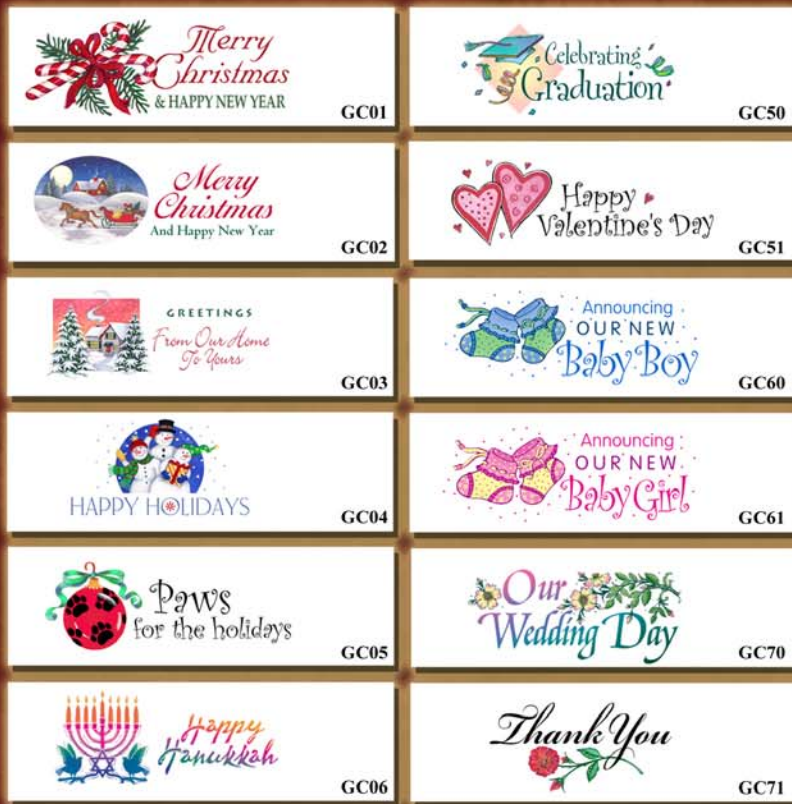 Merry
Christmas
& HAPPY NEW YEAR
GC01
Merry
Christmas
And Happy New Year
GC02
GREETINGS
From Our Home
To Yours
GC03
HAPPY HOLIDAYS
GC04
Paws
for the holidays
GC05
Happy
Hanukkah
GC06
Celebrating
Graduation
GC50
Happy
Valentine's Day
GC51
Announcing
OUR NEW
Baby Boy
GC60
Announcing
OUR NEW
Baby Girl
GC61
Our
Wedding Day
GC70
Thank You
GC71